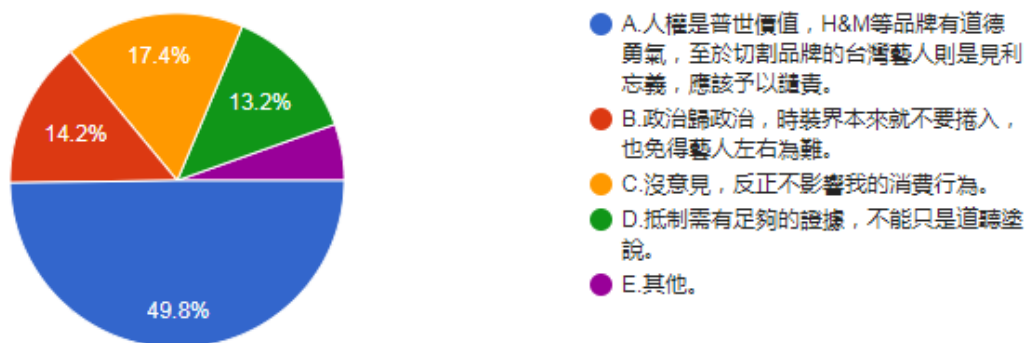 17.4%
13.2%
14.2%
49.8%
A.人權是普世價值，H&M等品牌有道德
勇氣，至於切割品牌的台灣藝人則是見利
忘義，應該予以譴責。
B.政治歸政治，時裝界本來就不要捲入，
也免得藝人左右為難。
C.沒意見，反正不影響我的消費行為。
D.抵制需有足夠的證據，不能只是道聽塗
說。
E.其他。